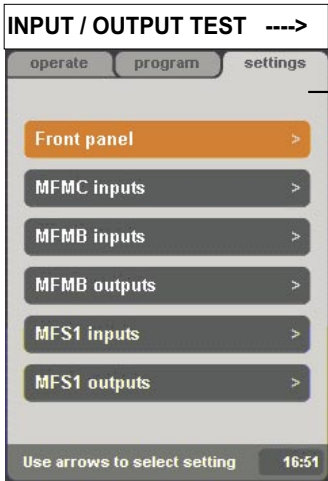 INPUT / OUTPUT TEST ---->
operate program settings
Front panel >
MFMC inputs >
MFMB inputs >
MFMB outputs >
MFS1 inputs >
MFS1 outputs >
Use arrows to select setting 16:51